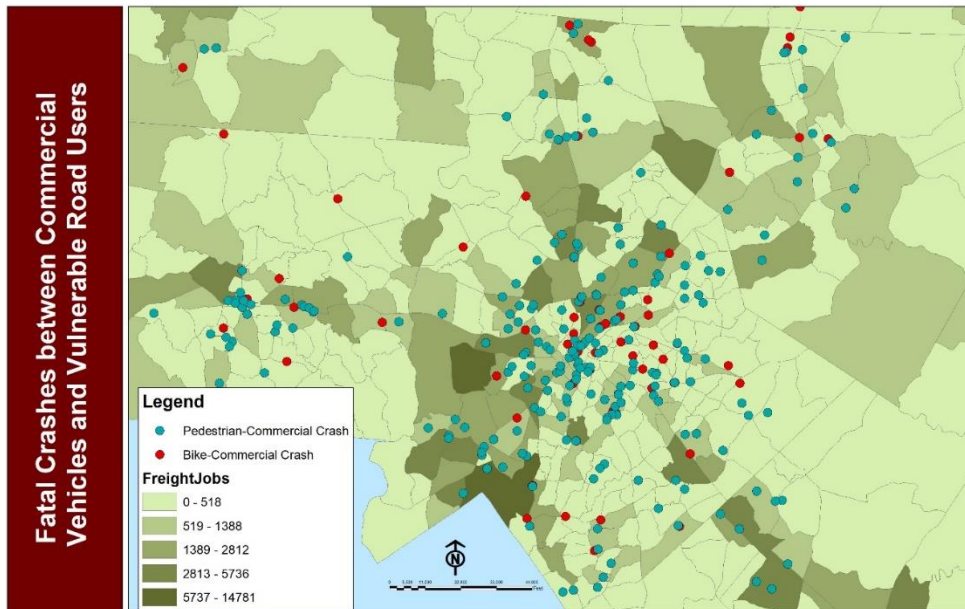 Fatal Crashes between Commercial
Vehicles and Vulnerable Road Users
Legend
Pedestrian-Commercial Crash
Bike-Commercial Crash
FreightJobs
0 - 518
519 - 1388
1389 - 2812
2813 - 5736
5737 - 14781
N
Feet